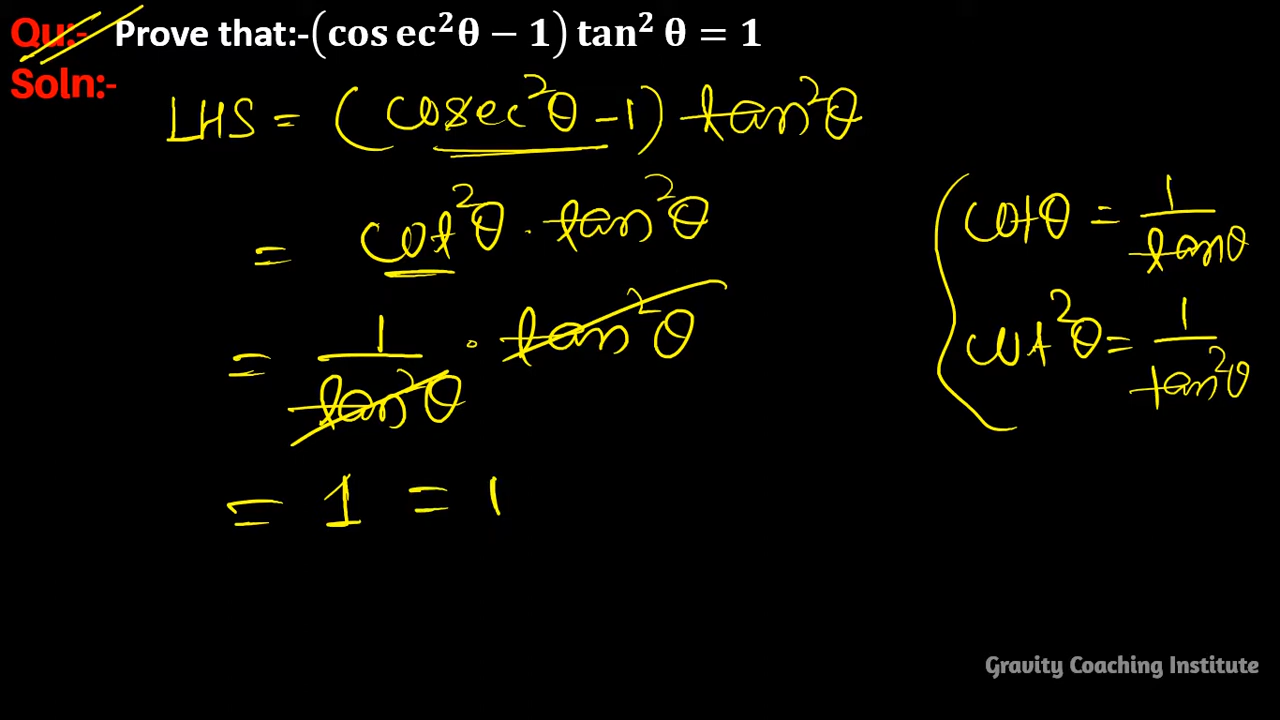 Qu:- Prove that:-(cos ec²θ − 1) tan² θ = 1
Soln:-
LHS = (cosec²θ -1) tan²θ
= cot²θ . tan²θ
= 1/tan²θ . tan²θ
= 1 = 1
cotθ = 1/tanθ
cot²θ = 1/tan²θ
Gravity Coaching Institute